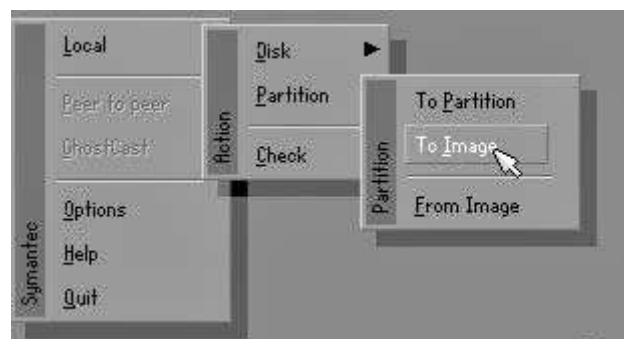 Symantec
Local
Peer to peer
GhostCast
Options
Help
Quit
Action
Disk
Partition
Check
Partition
To Partition
To Image
From Image